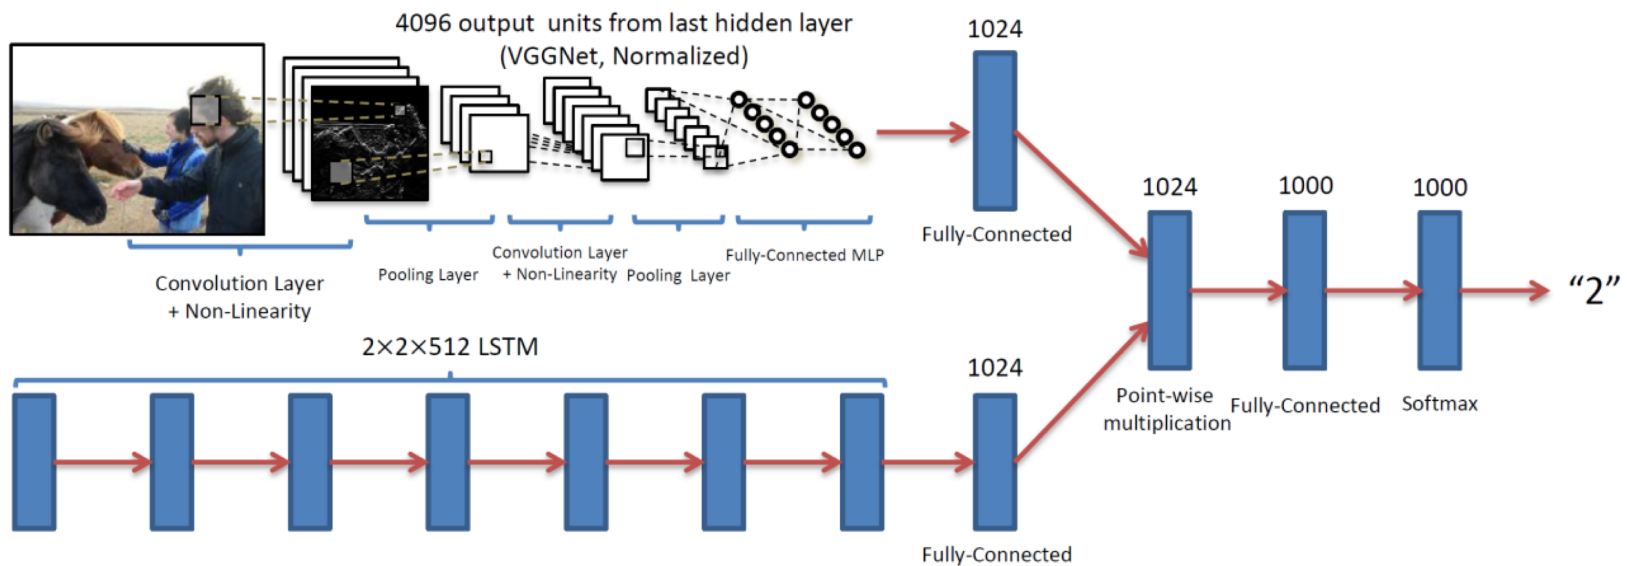 4096 output units from last hidden layer
(VGGNet, Normalized)
1024
Fully-Connected
Convolution Layer
+ Non-Linearity
Pooling Layer
Convolution Layer
+ Non-Linearity
Pooling Layer
Fully-Connected MLP
2×2×512 LSTM
1024
Fully-Connected
1024
Point-wise
multiplication
1000
Fully-Connected
1000
Softmax
“2”